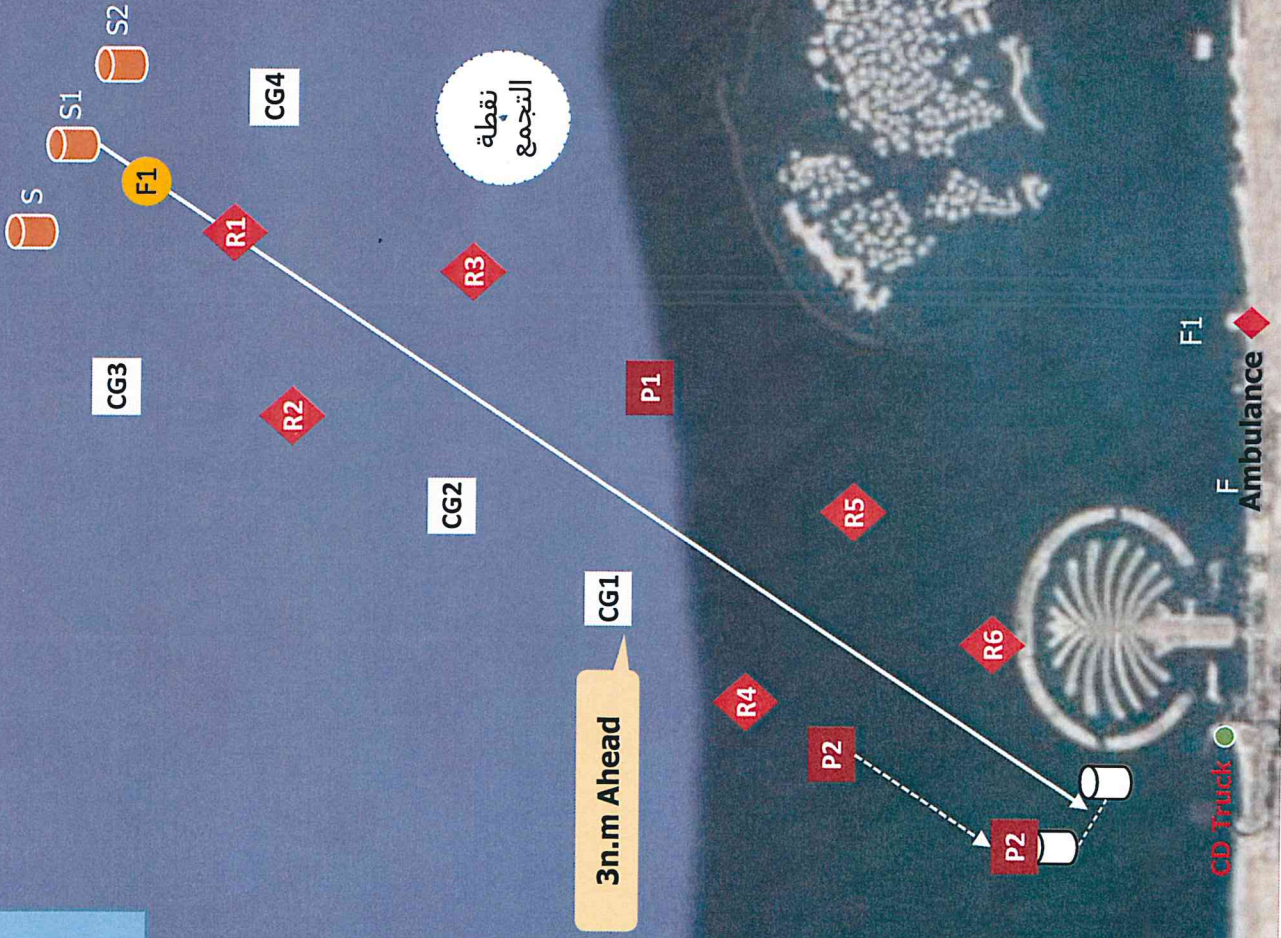 S
S1
S2
F1
CG4
R1
CG3
R2
نقطة
التجمع
R3
CG2
P1
CG1
3n.m Ahead
R4
P2
R5
R6
P2
F1
F
Ambulance
CD Truck